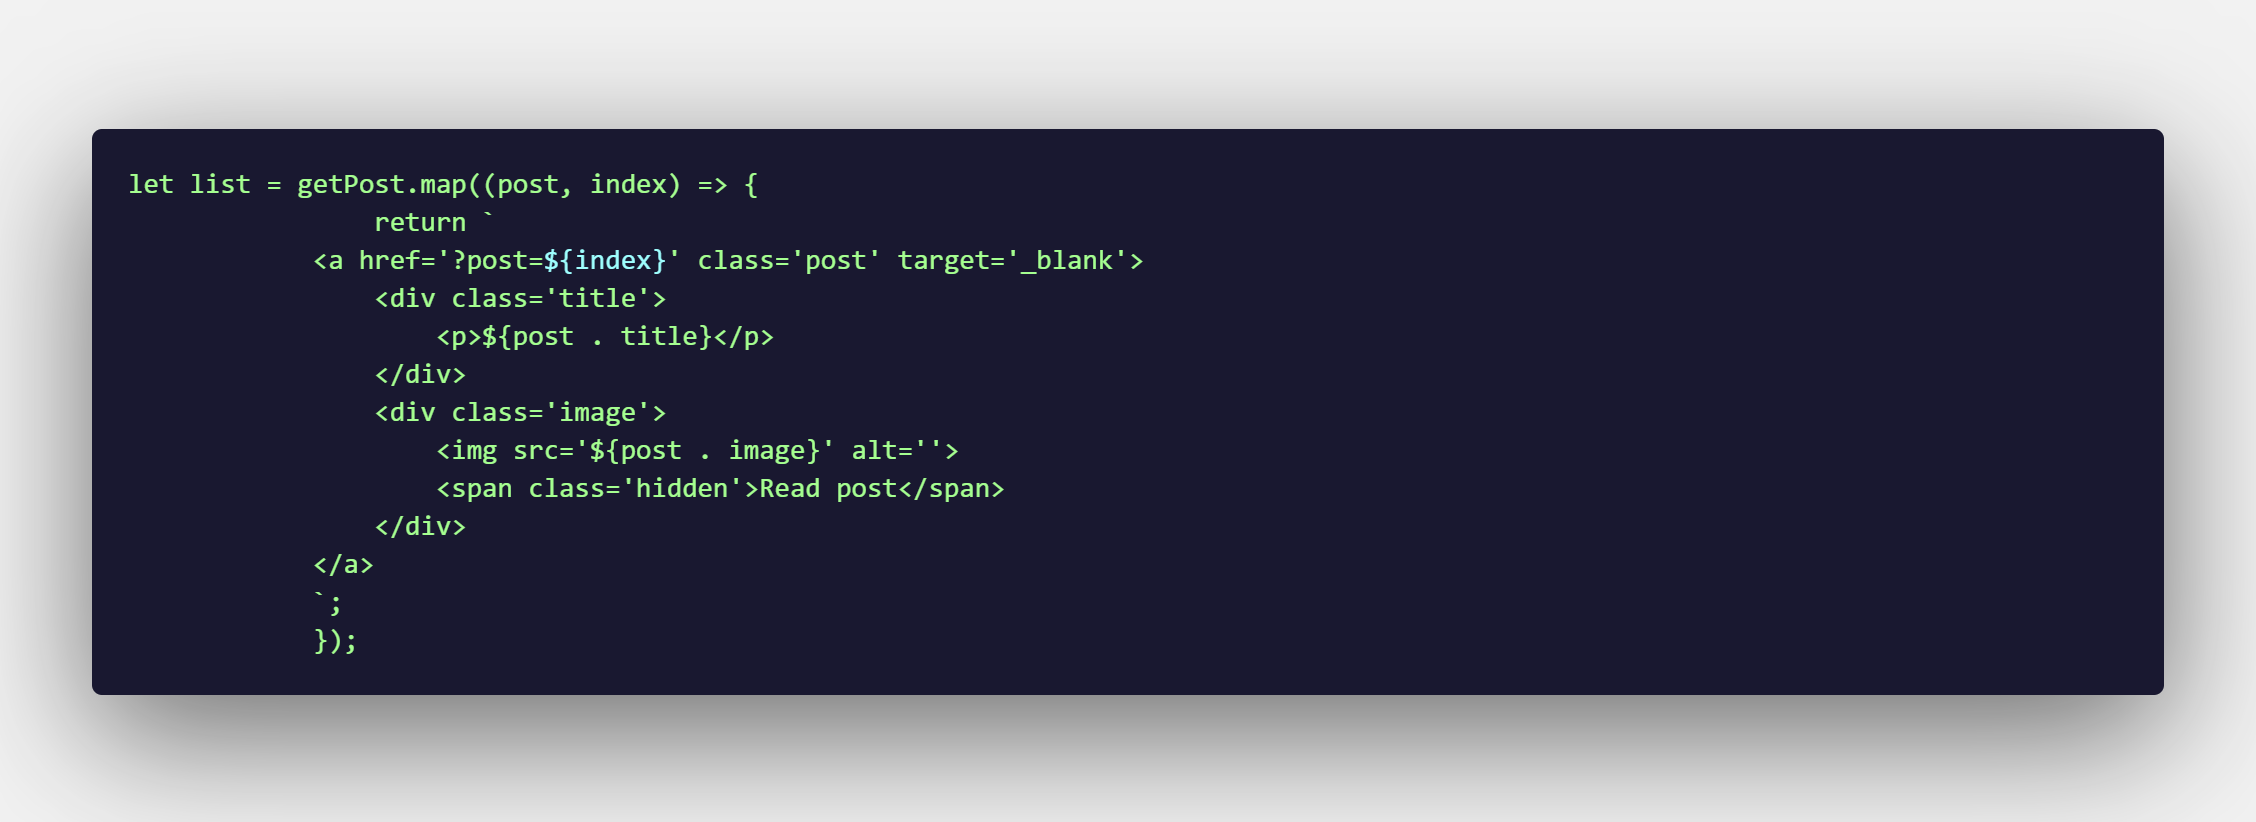 let list = getPost.map((post, index) => {
return `
<a href='?post=${index}' class='post' target='_blank'>
<div class='title'>
<p>${post . title}</p>
</div>
<div class='image'>
<img src='${post . image}' alt=''>
<span class='hidden'>Read post</span>
</div>
</a>
`;
});